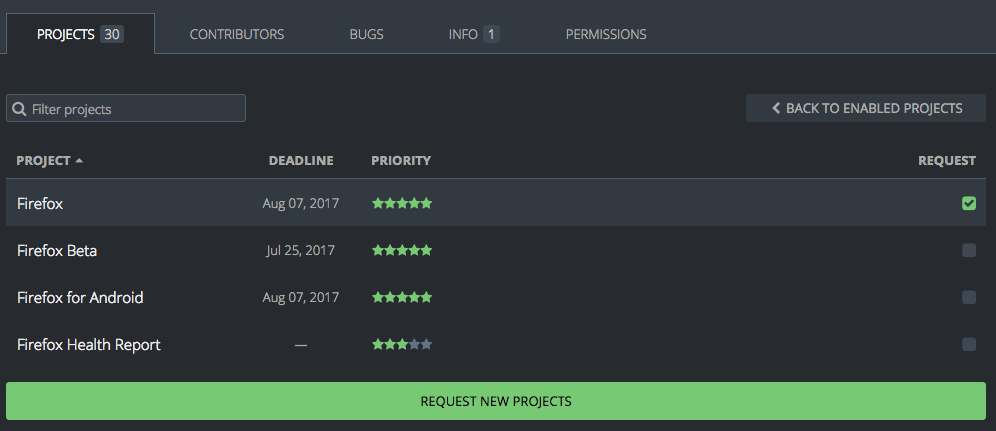 PROJECTS 30 CONTRIBUTORS BUGS INFO 1 PERMISSIONS
Filter projects BACK TO ENABLED PROJECTS
PROJECT DEADLINE PRIORITY REQUEST
Firefox Aug 07, 2017
Firefox Beta Jul 25, 2017
Firefox for Android Aug 07, 2017
Firefox Health Report —
REQUEST NEW PROJECTS